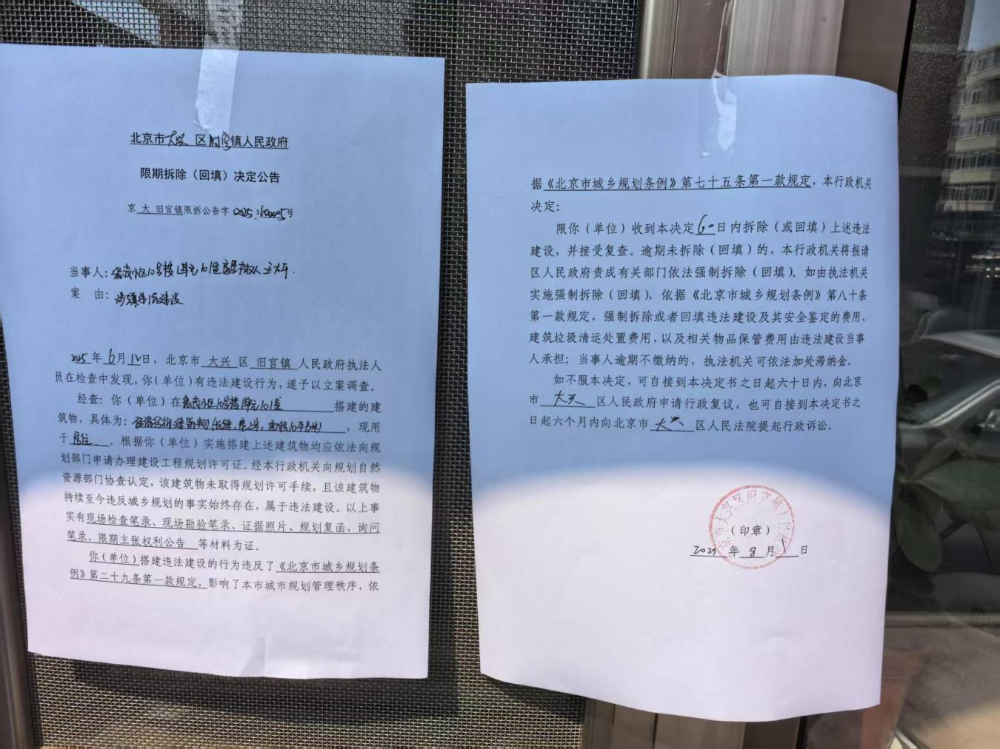 北京市大兴区旧宫镇人民政府
限期拆除（回填）决定公告
京 大 旧宫镇限拆公告字 号
当事人：
案 由：涉嫌违法建设
2025年6月12日，北京市 大兴 区 旧宫镇 人民政府执法人
员在检查中发现，你（单位）有违法建设行为，遂予以立案调查。
经查：你（单位）在 搭建的建
筑物，具体为： ，现用
于居住。根据你（单位）实施搭建上述建筑物均应依法向规
划部门申请办理建设工程规划许可证。经本行政机关向规划自然
资源部门协查认定，该建筑物未取得规划许可手续，且该建筑物
持续至今违反城乡规划的事实始终存在，属于违法建设。以上事
实有现场检查笔录、现场勘验笔录、证据照片、规划复函、询问
笔录、限期主张权利公告 等材料为证。
你（单位）搭建违法建设的行为违反了《北京市城乡规划条
例》第二十九条第一款规定，影响了本市城市规划管理秩序，依
据《北京市城乡规划条例》第七十五条第一款规定，本行政机关
决定：
限你（单位）收到本决定60日内拆除（或回填）上述违法
建设，并接受复查。逾期未拆除（回填）的，本行政机关将报请
区人民政府责成有关部门依法强制拆除（回填）。如由执法机关
实施强制拆除（回填），依据《北京市城乡规划条例》第八十条
第一款规定，强制拆除或者回填违法建设及其安全鉴定的费用、
建筑垃圾清运处置费用，以及相关物品保管费用由违法建设当事
人承担；当事人逾期不缴纳的，执法机关可依法加处滞纳金。
如不服本决定，可自接到本决定书之日起六十日内，向北京
市 大兴 区人民政府申请行政复议，也可自接到本决定书之
日起六个月内向北京市 大兴 区人民法院提起行政诉讼。
（印章）
2025年8月1日